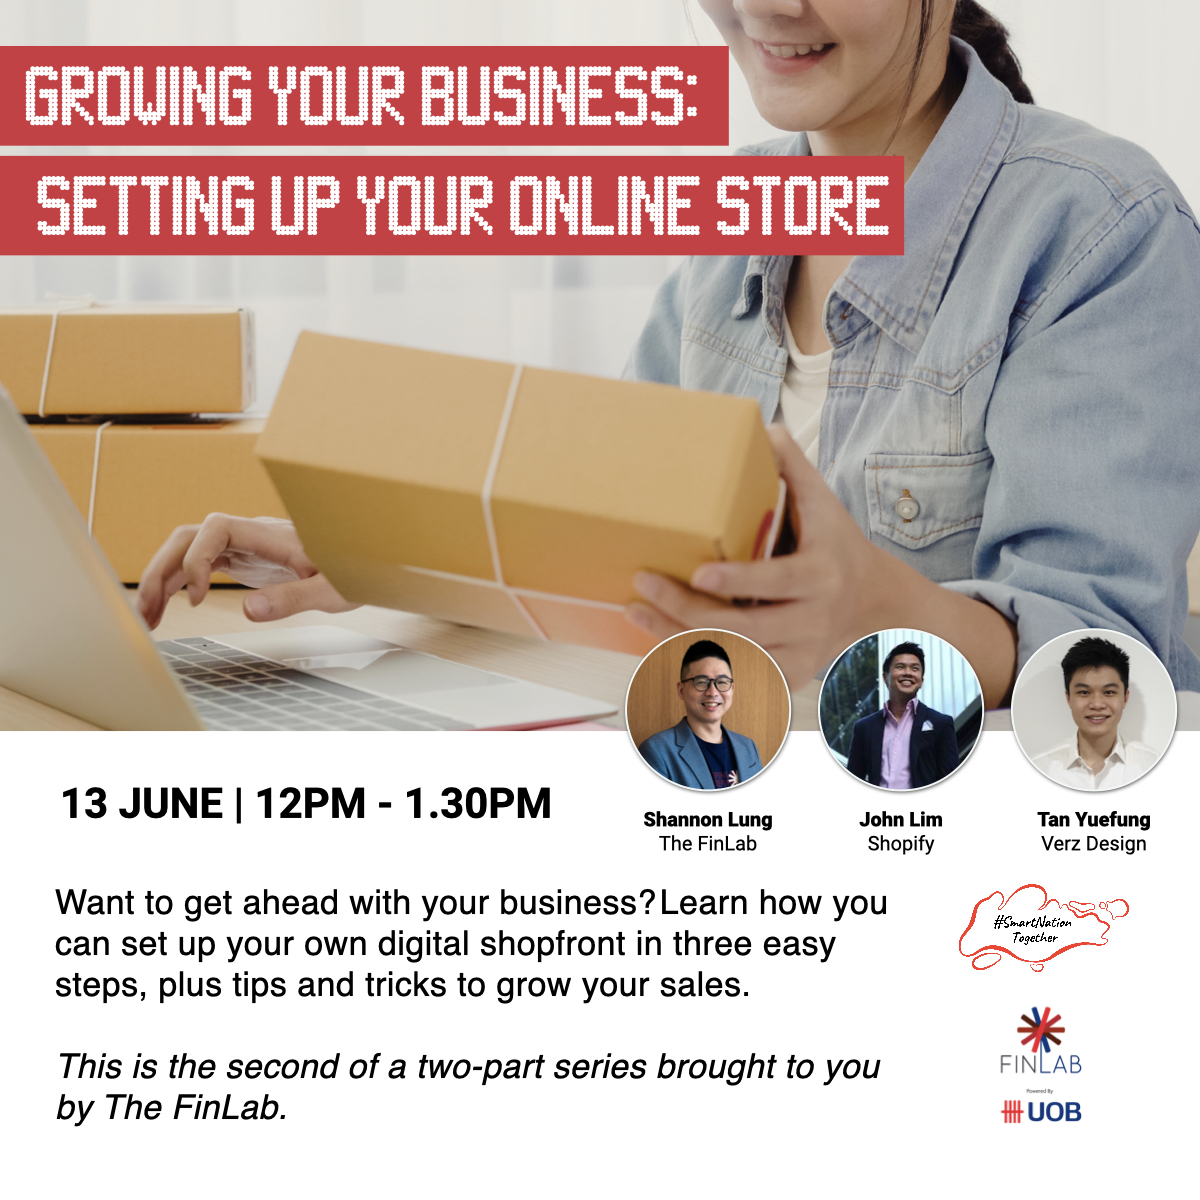 GROWING YOUR BUSINESS:
SETTING UP YOUR ONLINE STORE
13 JUNE | 12PM - 1.30PM
Shannon Lung
The FinLab
John Lim
Shopify
Tan Yuefung
Verz Design
Want to get ahead with your business? Learn how you
can set up your own digital shopfront in three easy
steps, plus tips and tricks to grow your sales.
This is the second of a two-part series brought to you
by The FinLab.
#SmartNation
Together
FINLAB
Powered By
UOB